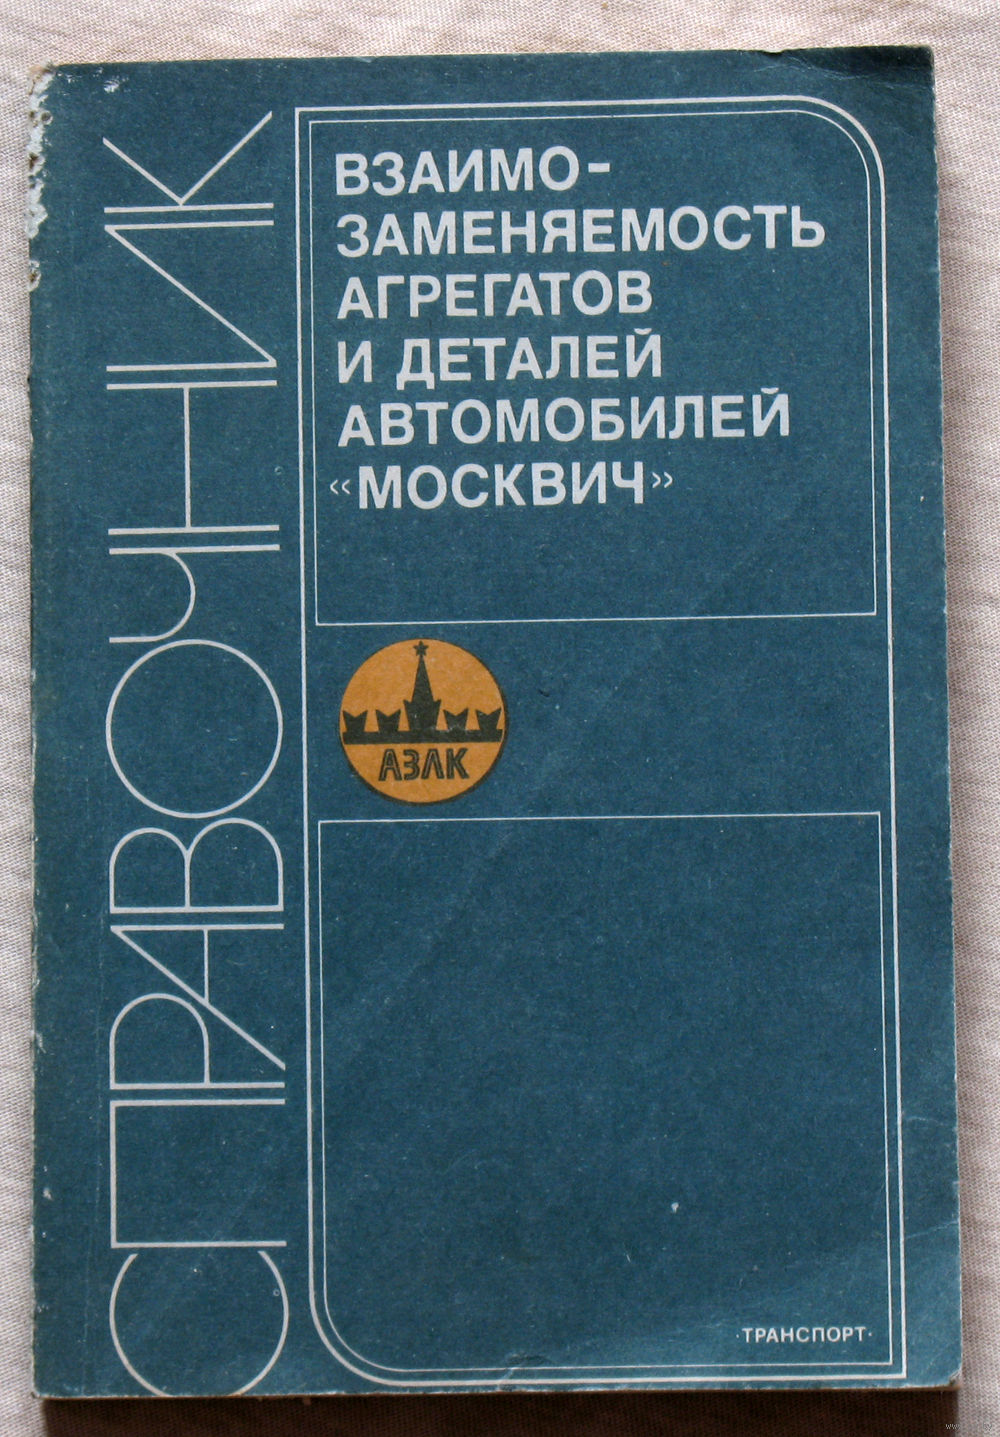 СПРАВОЧНИК
ВЗАИМО-
ЗАМЕНЯЕМОСТЬ
АГРЕГАТОВ
И ДЕТАЛЕЙ
АВТОМОБИЛЕЙ
«МОСКВИЧ»
АЗЛК
·ТРАНСПОРТ·